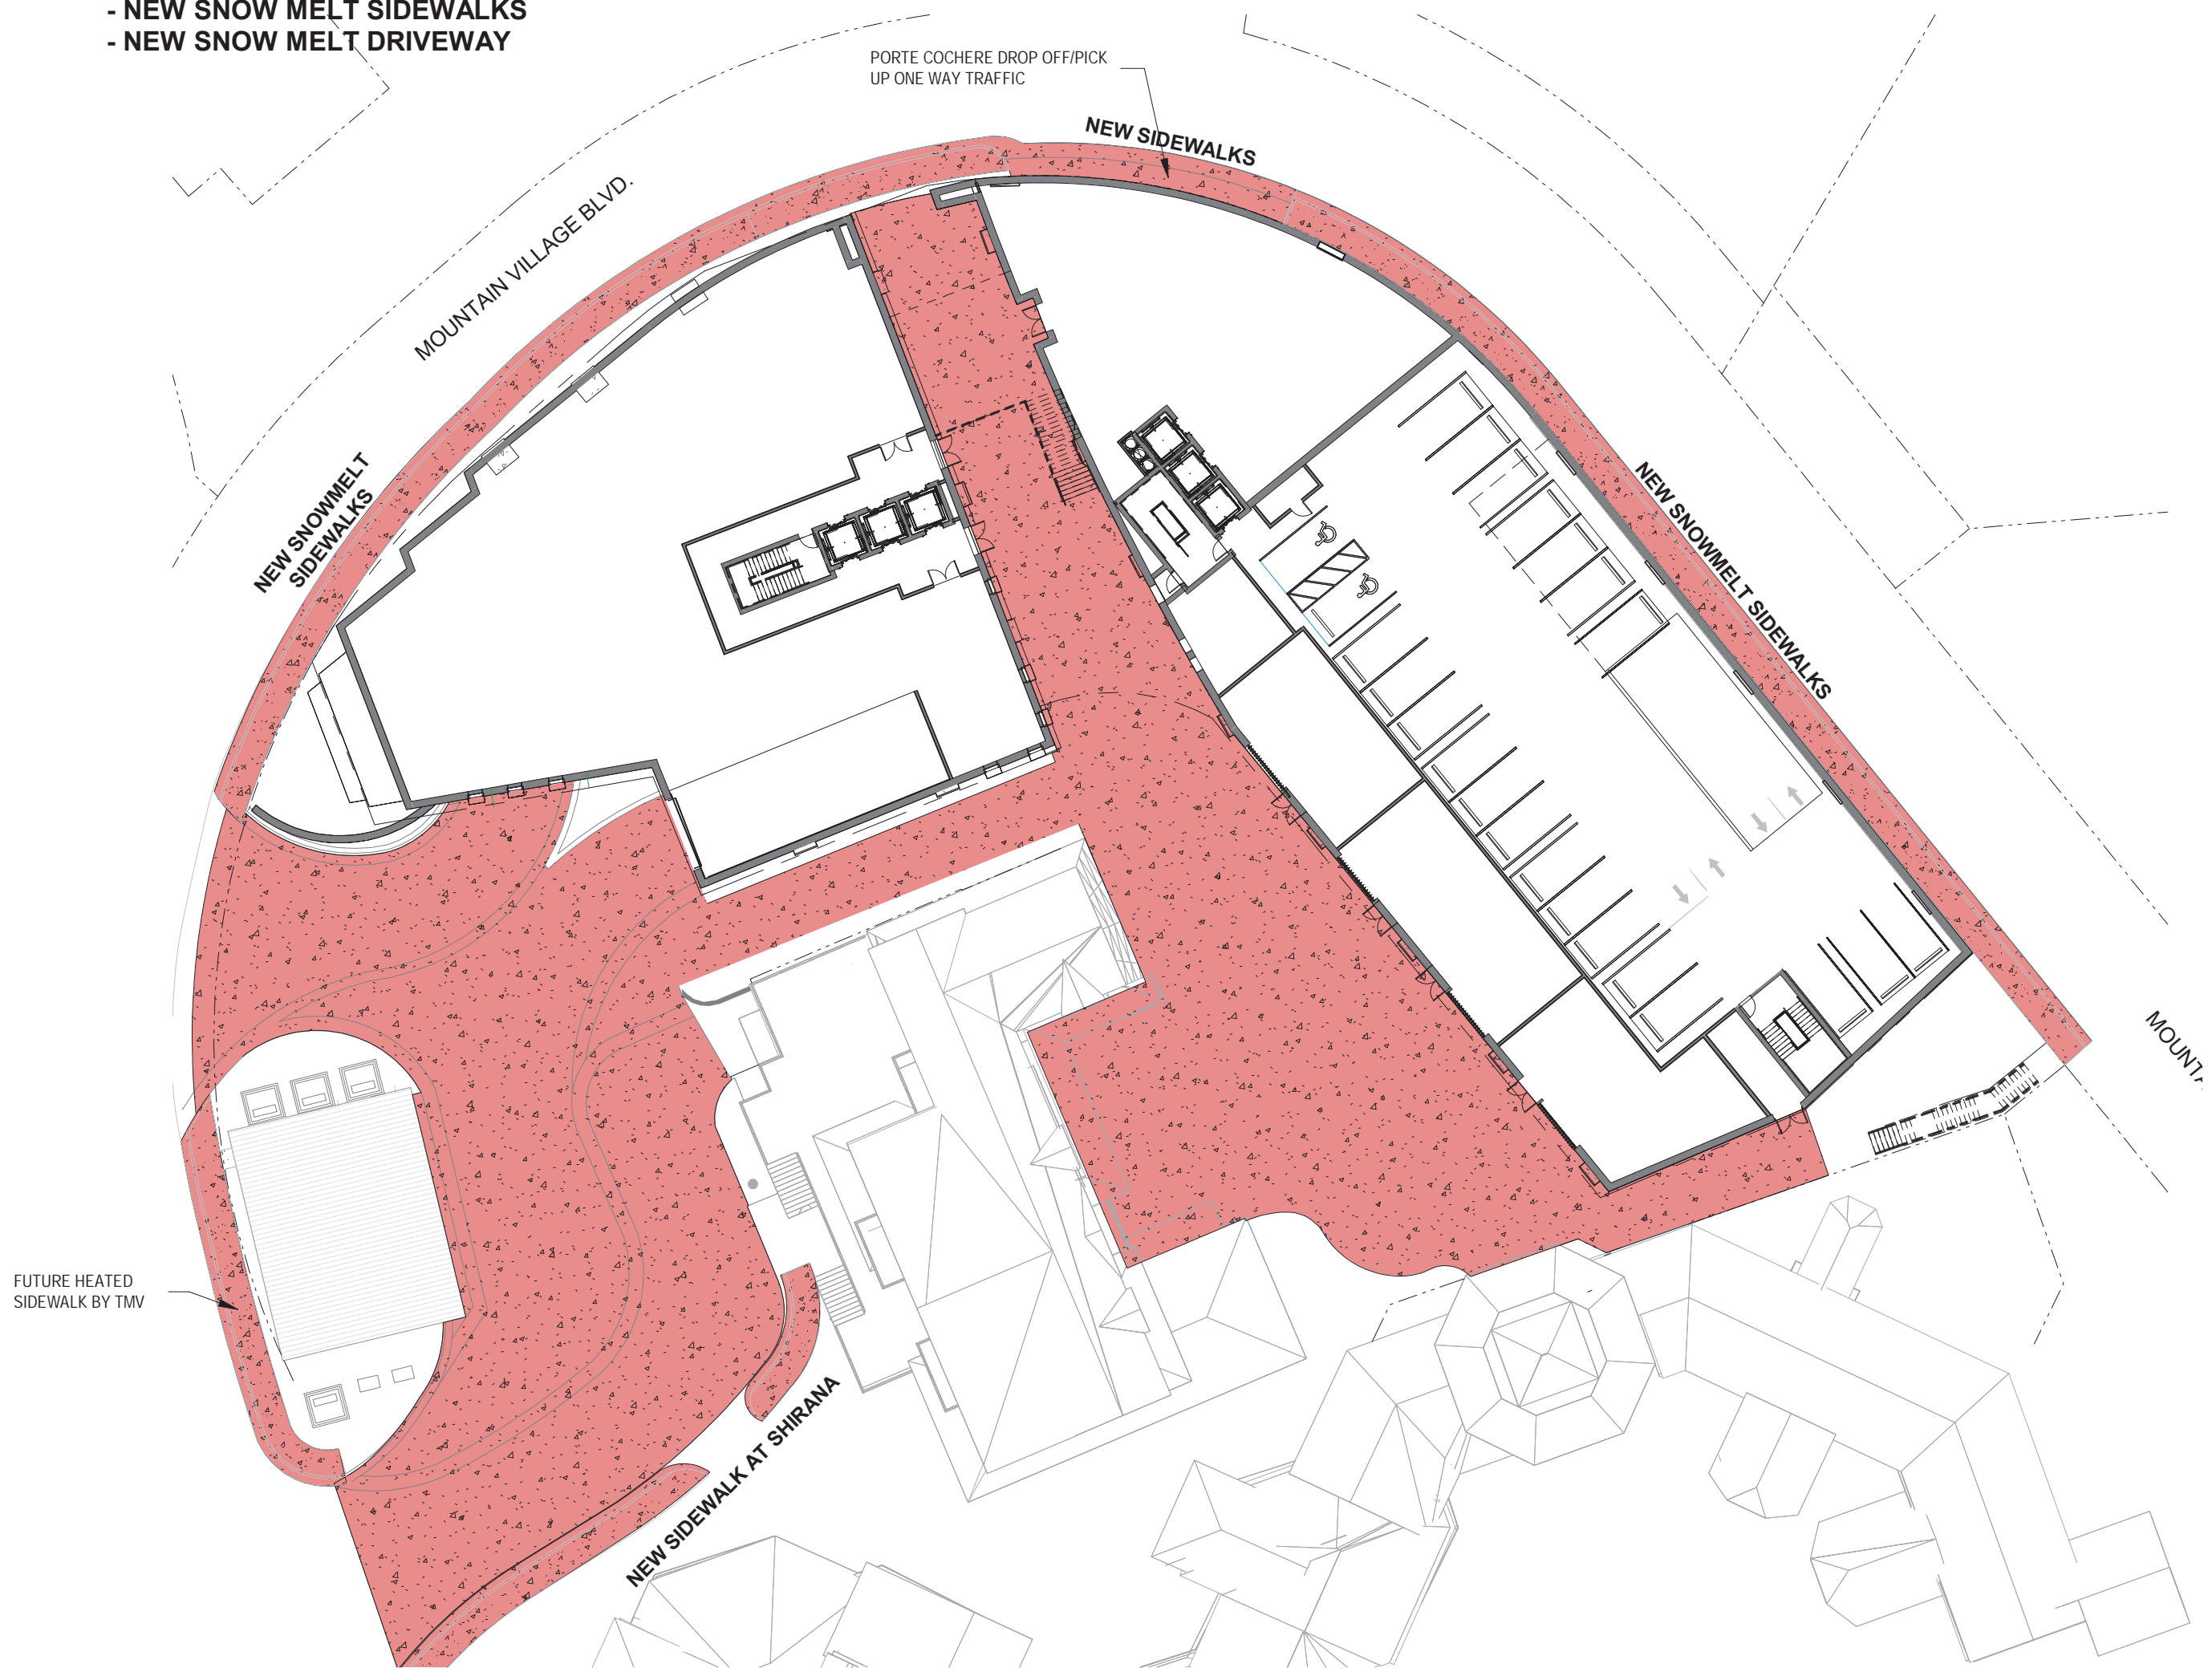 - NEW SNOW MELT SIDEWALKS
- NEW SNOW MELT DRIVEWAY
PORTE COCHERE DROP OFF/PICK
UP ONE WAY TRAFFIC
NEW SIDEWALKS
MOUNTAIN VILLAGE BLVD.
NEW SNOWMELT
SIDEWALKS
NEW SNOWMELT SIDEWALKS
MOUNT
FUTURE HEATED
SIDEWALK BY TMV
NEW SIDEWALK AT SHIRANA